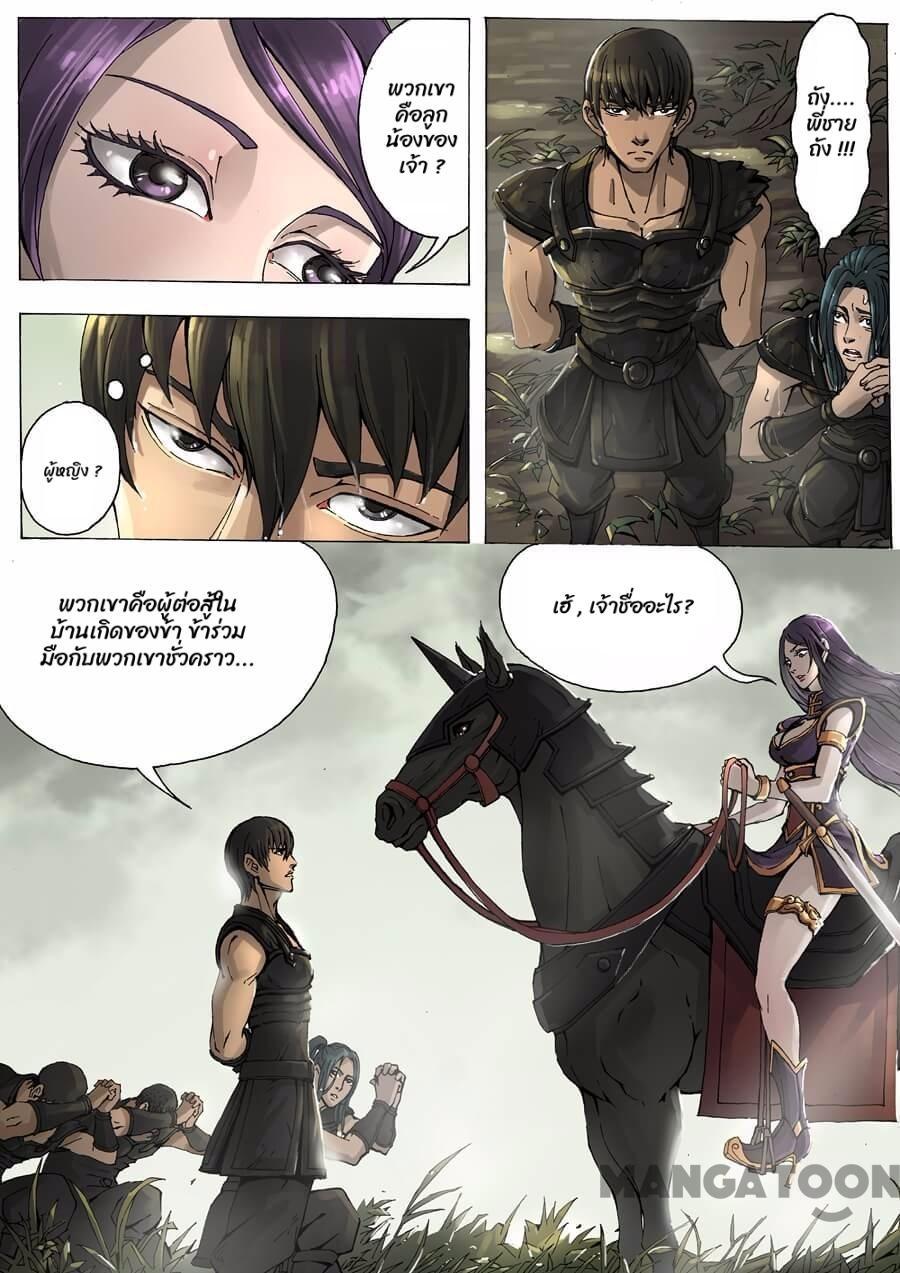 พวกเขา
คือลูก
น้องของ
เจ้า ?
ถัง....
พี่ชาย
ถัง !!!
ผู้หญิง ?
พวกเขาคือผู้ต่อสู้ใน
บ้านเกิดของข้า ข้าร่วม
มือกับพวกเขาชั่วคราว...
เฮ้ , เจ้าชื่ออะไร?
MANGATOON